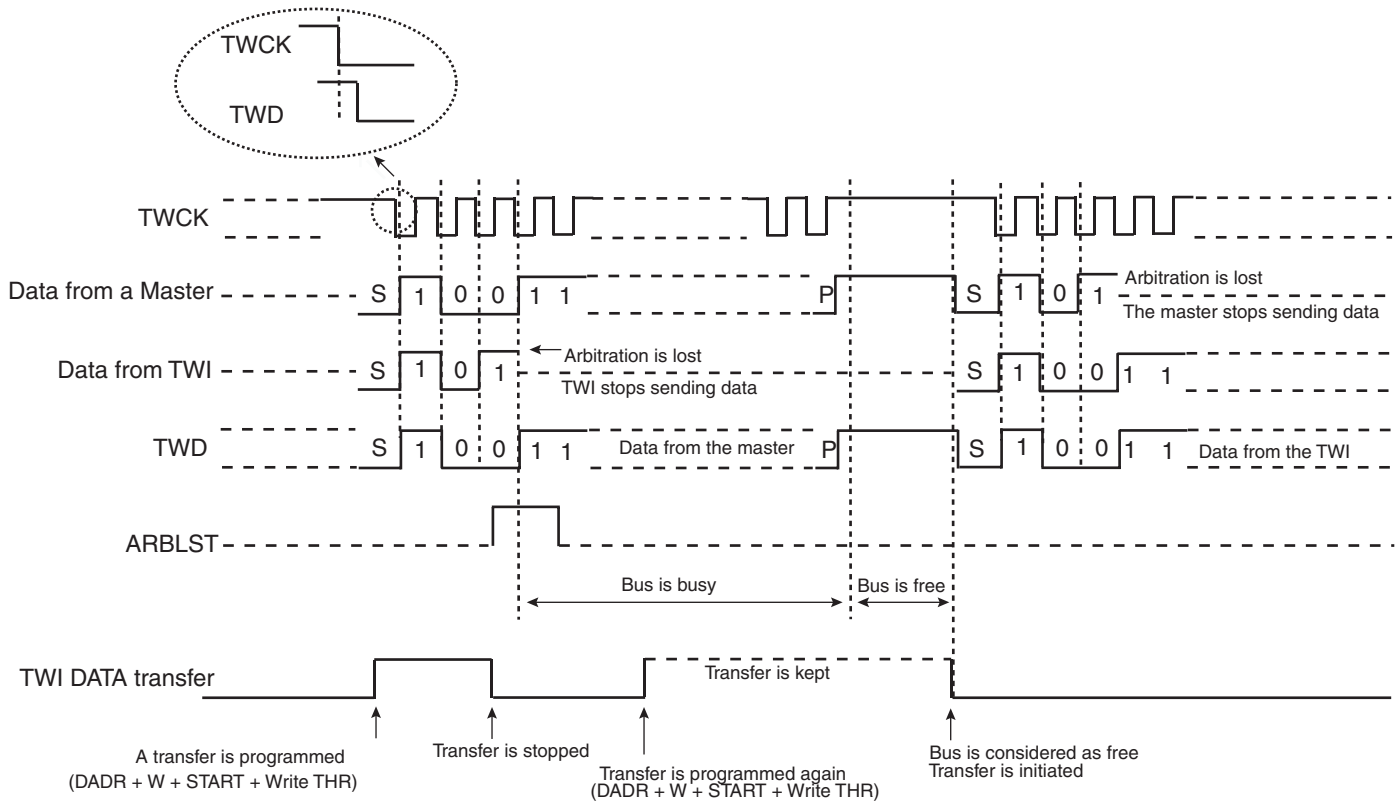 TWCK
TWD
TWCK
Data from a Master
S 1 0 0 1 1
P
S 1 0 1
Arbitration is lost
The master stops sending data
Data from TWI
S 1 0 1
Arbitration is lost
TWI stops sending data
S 1 0 0 1 1
TWD
S 1 0 0 1 1
Data from the master
P
S 1 0 0 1 1
Data from the TWI
ARBLST
Bus is busy
Bus is free
TWI DATA transfer
Transfer is kept
A transfer is programmed
(DADR + W + START + Write THR)
Transfer is stopped
Transfer is programmed again
(DADR + W + START + Write THR)
Bus is considered as free
Transfer is initiated